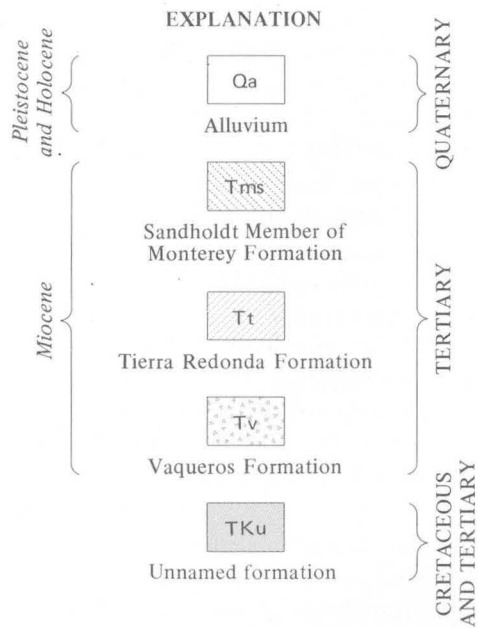 EXPLANATION
Pleistocene
and Holocene
Qa
Alluvium
QUATERNARY
Miocene
Tms
Sandholdt Member of
Monterey Formation
Tt
Tierra Redonda Formation
Tv
Vaqueros Formation
TERTIARY
TKu
Unnamed formation
CRETACEOUS
AND TERTIARY